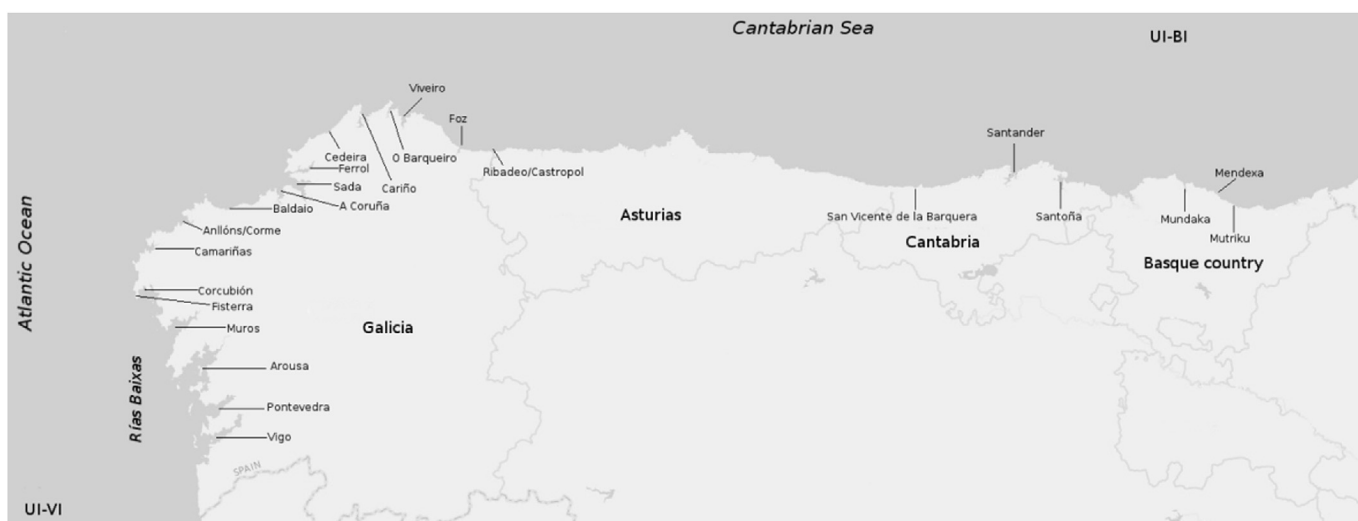 Cantabrian Sea
UI-BI
Viveiro
Foz
Santander
Cedeira
O Barqueiro
Ferrol
Ribadeo/Castropol
Mendexa
Sada
Cariño
Baldaio
A Coruña
Asturias
San Vicente de la Barquera
Santoña
Mundaka
Anllóns/Corme
Cantabria
Mutriku
Camariñas
Basque country
Atlantic Ocean
Corcubión
Fisterra
Muros
Galicia
Arousa
Rías Baixas
Pontevedra
Vigo
SPAIN
UI-VI